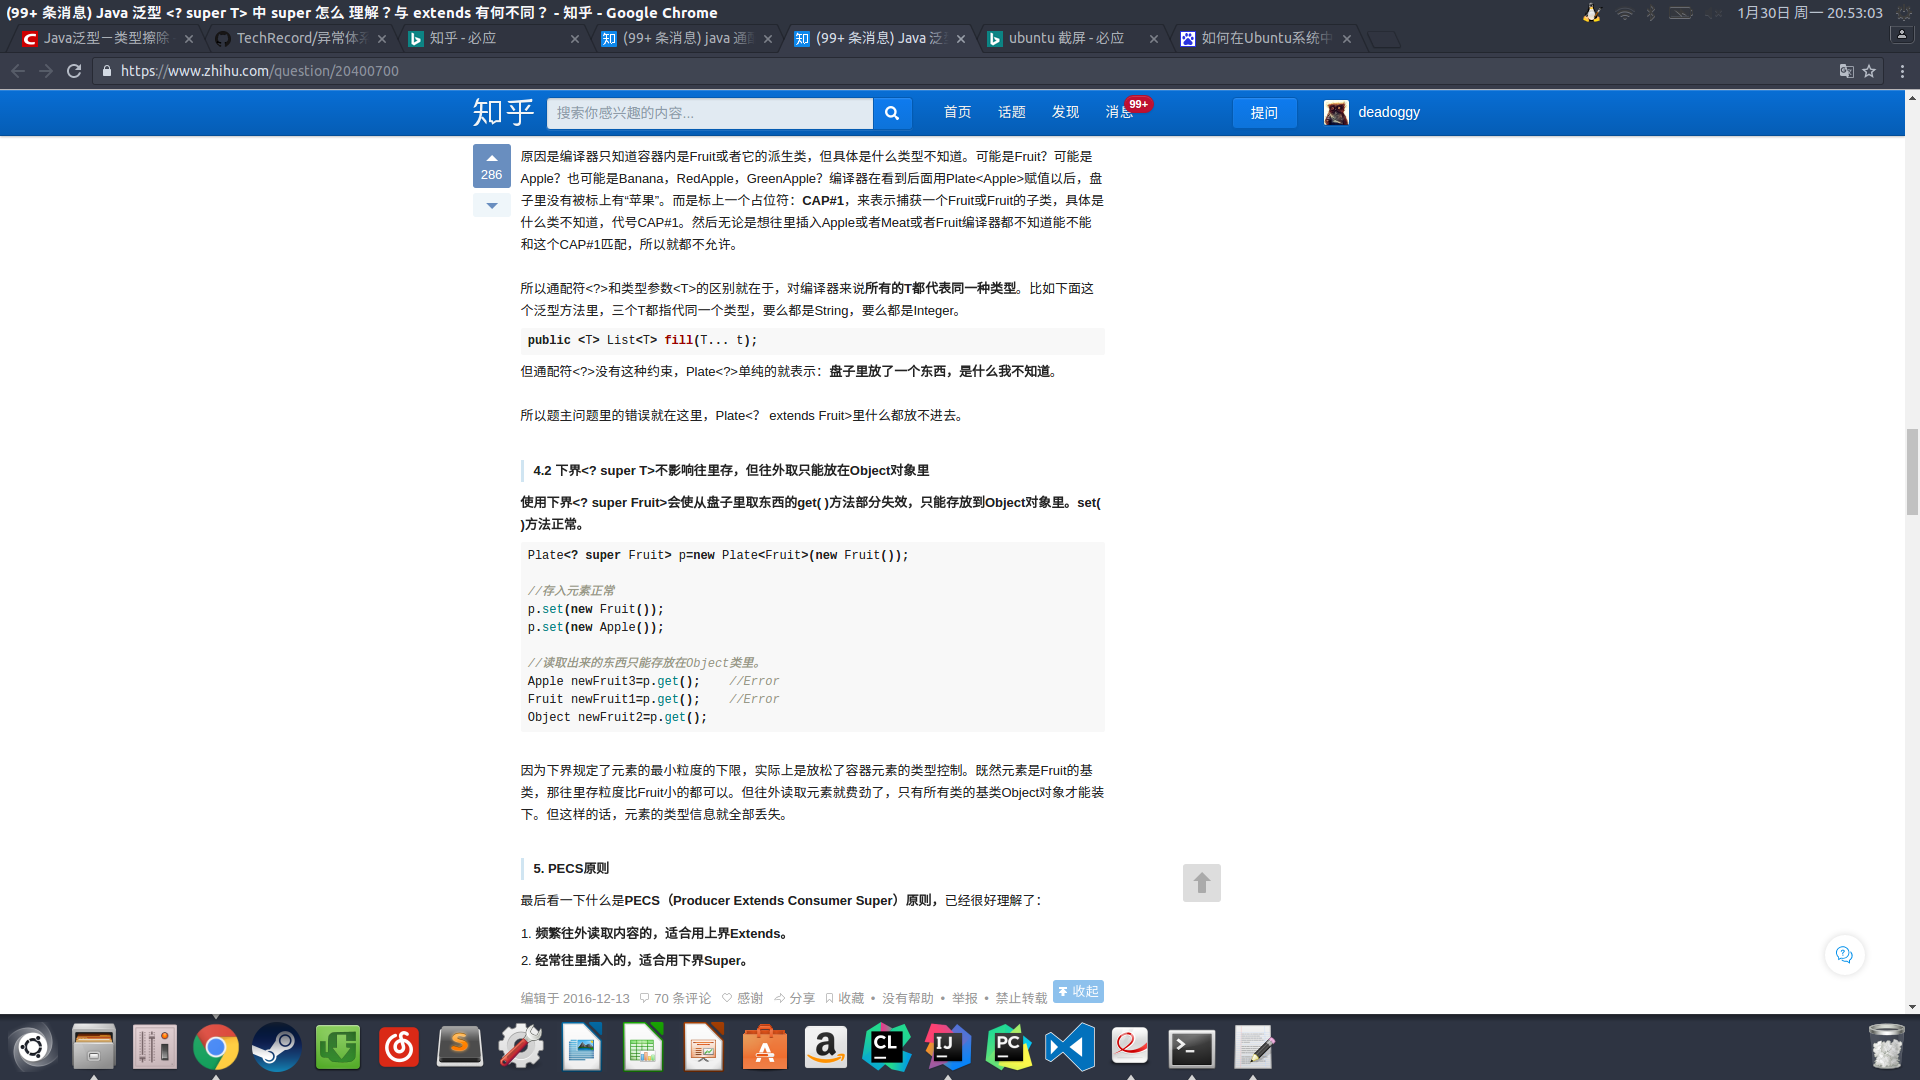 (99+ 条消息) Java 泛型 <? super T> 中 super 怎么 理解？与 extends 有何不同？ - 知乎 - Google Chrome
1月30日 周一 20:53:03
Java泛型—类型擦除
TechRecord/异常体系
知乎 - 必应
(99+ 条消息) java 通配
(99+ 条消息) Java 泛型
ubuntu 截屏 - 必应
如何在Ubuntu系统中
https://www.zhihu.com/question/20400700
知乎
搜索你感兴趣的内容...
首页
话题
发现
消息
99+
提问
deadoggy
286
原因是编译器只知道容器内是Fruit或者它的派生类，但具体是什么类型不知道。可能是Fruit？可能是
Apple？也可能是Banana，RedApple，GreenApple？编译器在看到后面用Plate<Apple>赋值以后，盘
子里没有被标上有“苹果”。而是标上一个占位符：CAP#1，来表示捕获一个Fruit或Fruit的子类，具体是
什么类不知道，代号CAP#1。然后无论是想往里插入Apple或者Meat或者Fruit编译器都不知道能不能
和这个CAP#1匹配，所以就都不允许。
所以通配符<?>和类型参数<T>的区别就在于，对编译器来说所有的T都代表同一种类型。比如下面这
个泛型方法里，三个T都指代同一个类型，要么都是String，要么都是Integer。
public <T> List<T> fill(T... t);
但通配符<?>没有这种约束，Plate<?>单纯的就表示：盘子里放了一个东西，是什么我不知道。
所以题主问题里的错误就在这里，Plate<？ extends Fruit>里什么都放不进去。
4.2 下界<? super T>不影响往里存，但往外取只能放在Object对象里
使用下界<? super Fruit>会使从盘子里取东西的get( )方法部分失效，只能存放到Object对象里。set(
)方法正常。
Plate<? super Fruit> p=new Plate<Fruit>(new Fruit());
//存入元素正常
p.set(new Fruit());
p.set(new Apple());
//读取出来的东西只能存放在Object类里。
Apple newFruit3=p.get();    //Error
Fruit newFruit1=p.get();    //Error
Object newFruit2=p.get();
因为下界规定了元素的最小粒度的下限，实际上是放松了容器元素的类型控制。既然元素是Fruit的基
类，那往里存粒度比Fruit小的都可以。但往外读取元素就费劲了，只有所有类的基类Object对象才能装
下。但这样的话，元素的类型信息就全部丢失。
5. PECS原则
最后看一下什么是PECS（Producer Extends Consumer Super）原则，已经很好理解了：
1. 频繁往外读取内容的，适合用上界Extends。
2. 经常往里插入的，适合用下界Super。
编辑于 2016-12-13 70 条评论 感谢 分享 收藏 • 没有帮助 • 举报 • 禁止转载
收起